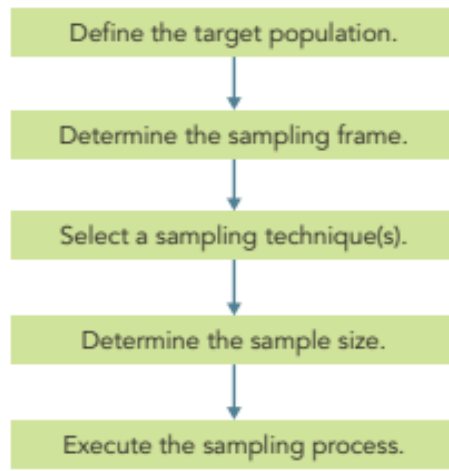 Define the target population.
Determine the sampling frame.
Select a sampling technique(s).
Determine the sample size.
Execute the sampling process.